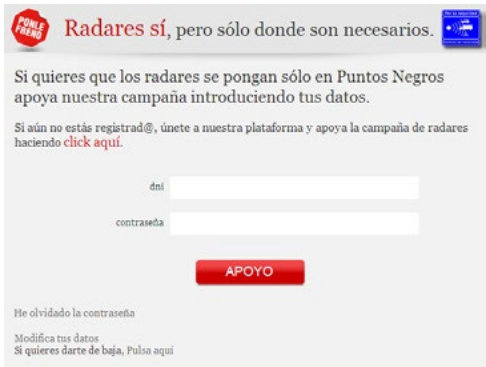 PONLE
FRENO
Radares sí, pero sólo donde son necesarios.
Si quieres que los radares se pongan sólo en Puntos Negros
apoya nuestra campaña introduciendo tus datos.
Si aún no estás registrad@, únete a nuestra plataforma y apoya la campaña de radares
haciendo click aquí.
dni
contraseña
APOYO
He olvidado la contraseña
Modifica tus datos
Si quieres darte de baja, Pulsa aquí